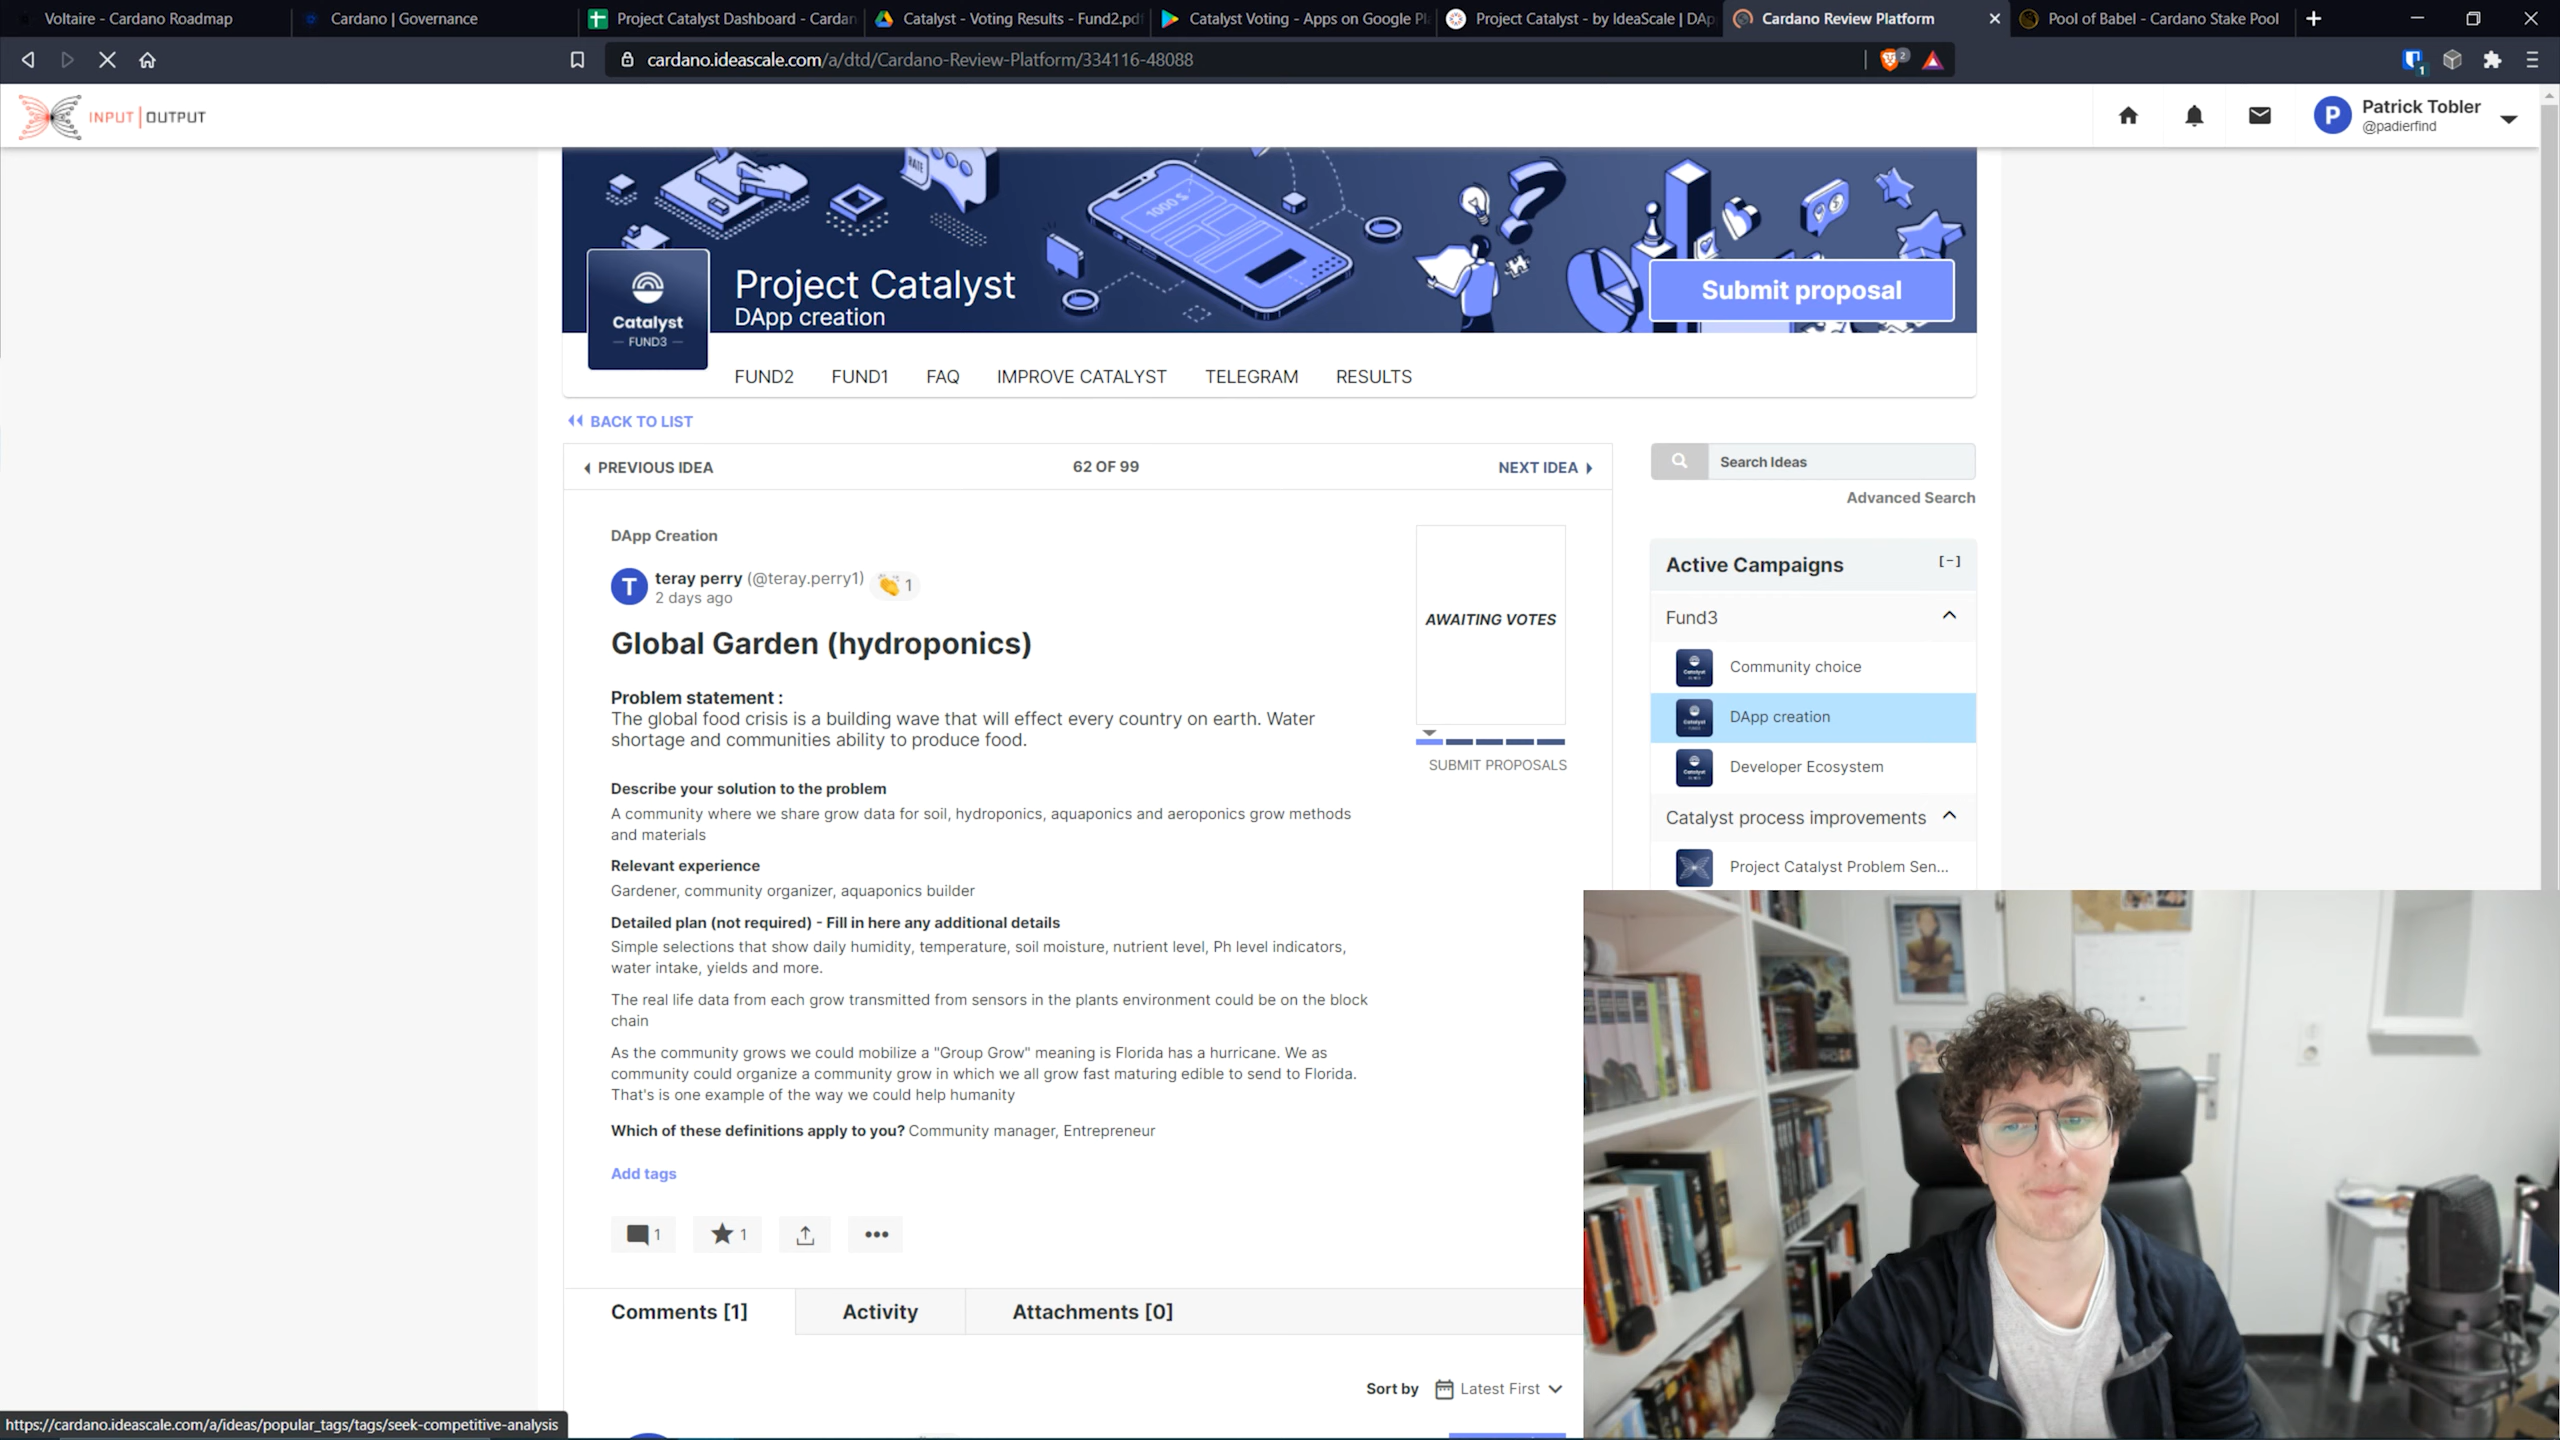 Voltaire - Cardano Roadmap
Cardano | Governance
Project Catalyst Dashboard - Cardan
Catalyst - Voting Results - Fund2.pdf
Catalyst Voting - Apps on Google Pl
Project Catalyst - by IdeaScale | DAp
Cardano Review Platform
Pool of Babel - Cardano Stake Pool
cardano.ideascale.com/a/dtd/Cardano-Review-Platform/334116-48088
2
1
INPUT | OUTPUT
P
Patrick Tobler
@padierfind
RATE
1000 $
Project Catalyst
DApp creation
Submit proposal
Catalyst
— FUND3 —
FUND2
FUND1
FAQ
IMPROVE CATALYST
TELEGRAM
RESULTS
BACK TO LIST
PREVIOUS IDEA
62 OF 99
NEXT IDEA
Search Ideas
Advanced Search
DApp Creation
T
teray perry (@teray.perry1)
1
2 days ago
AWAITING VOTES
SUBMIT PROPOSALS
Global Garden (hydroponics)
Problem statement :
The global food crisis is a building wave that will effect every country on earth. Water
shortage and communities ability to produce food.
Describe your solution to the problem
A community where we share grow data for soil, hydroponics, aquaponics and aeroponics grow methods
and materials
Relevant experience
Gardener, community organizer, aquaponics builder
Detailed plan (not required) - Fill in here any additional details
Simple selections that show daily humidity, temperature, soil moisture, nutrient level, Ph level indicators,
water intake, yields and more.
The real life data from each grow transmitted from sensors in the plants environment could be on the block
chain
As the community grows we could mobilize a "Group Grow" meaning is Florida has a hurricane. We as
community could organize a community grow in which we all grow fast maturing edible to send to Florida.
That's is one example of the way we could help humanity
Which of these definitions apply to you? Community manager, Entrepreneur
Add tags
1
1
Comments [1]
Activity
Attachments [0]
Sort by
Latest First
Active Campaigns
[-]
Fund3
Community choice
DApp creation
Developer Ecosystem
Catalyst process improvements
Project Catalyst Problem Sen...
https://cardano.ideascale.com/a/ideas/popular_tags/tags/seek-competitive-analysis